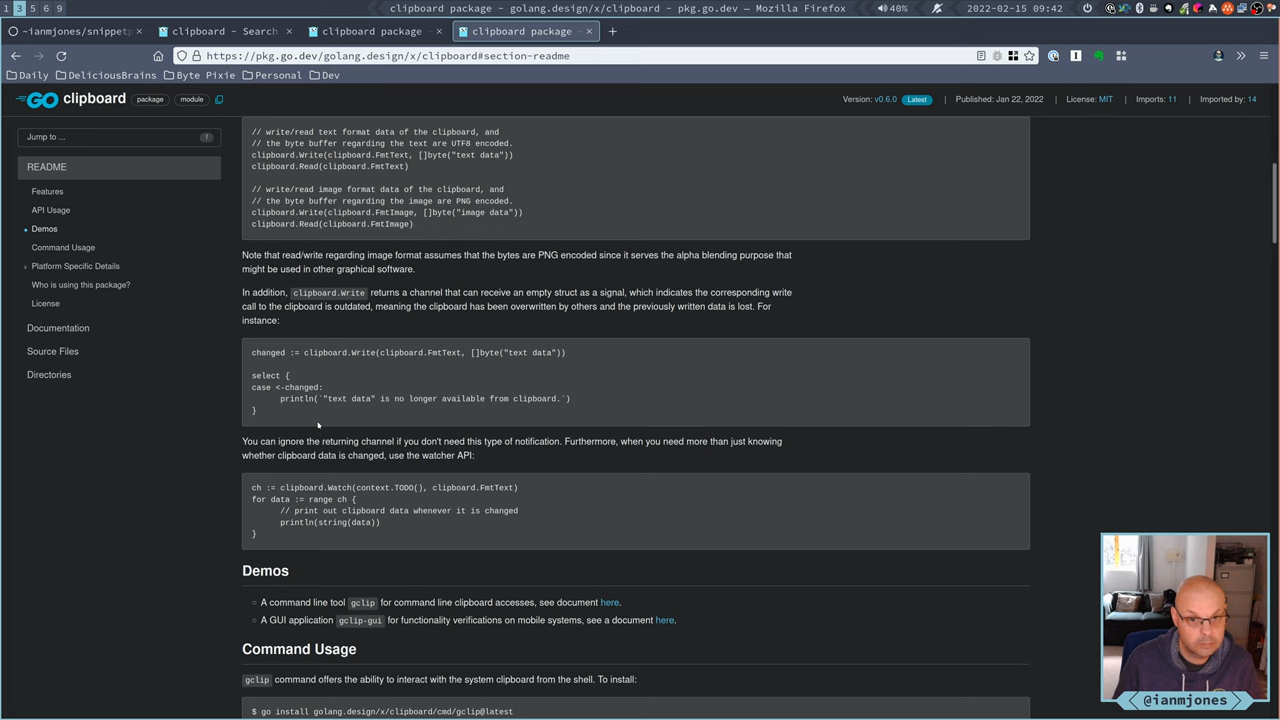 1 3 5 6 9
clipboard package - golang.design/x/clipboard - pkg.go.dev — Mozilla Firefox
40%
2022-02-15 09:42
~ianmjones/snippetp
clipboard - Search
clipboard package -
clipboard package -
https://pkg.go.dev/golang.design/x/clipboard#section-readme
Daily
DeliciousBrains
Byte Pixie
Personal
Dev
GO clipboard package module
Version: v0.6.0 Latest
Published: Jan 22, 2022
License: MIT
Imports: 11
Imported by: 14
Jump to ... f
README
Features
API Usage
Demos
Command Usage
Platform Specific Details
Who is using this package?
License
Documentation
Source Files
Directories
// write/read text format data of the clipboard, and
// the byte buffer regarding the text are UTF8 encoded.
clipboard.Write(clipboard.FmtText, []byte("text data"))
clipboard.Read(clipboard.FmtText)
// write/read image format data of the clipboard, and
// the byte buffer regarding the image are PNG encoded.
clipboard.Write(clipboard.FmtImage, []byte("image data"))
clipboard.Read(clipboard.FmtImage)
Note that read/write regarding image format assumes that the bytes are PNG encoded since it serves the alpha blending purpose that
might be used in other graphical software.
In addition, clipboard.Write returns a channel that can receive an empty struct as a signal, which indicates the corresponding write
call to the clipboard is outdated, meaning the clipboard has been overwritten by others and the previously written data is lost. For
instance:
changed := clipboard.Write(clipboard.FmtText, []byte("text data"))
select {
case <-changed:
println(`"text data" is no longer available from clipboard.`)
}
You can ignore the returning channel if you don't need this type of notification. Furthermore, when you need more than just knowing
whether clipboard data is changed, use the watcher API:
ch := clipboard.Watch(context.TODO(), clipboard.FmtText)
for data := range ch {
// print out clipboard data whenever it is changed
println(string(data))
}
Demos
A command line tool gclip for command line clipboard accesses, see document here.
A GUI application gclip-gui for functionality verifications on mobile systems, see a document here.
Command Usage
gclip command offers the ability to interact with the system clipboard from the shell. To install:
$ go install golang.design/x/clipboard/cmd/gclip@latest
@ianmjones